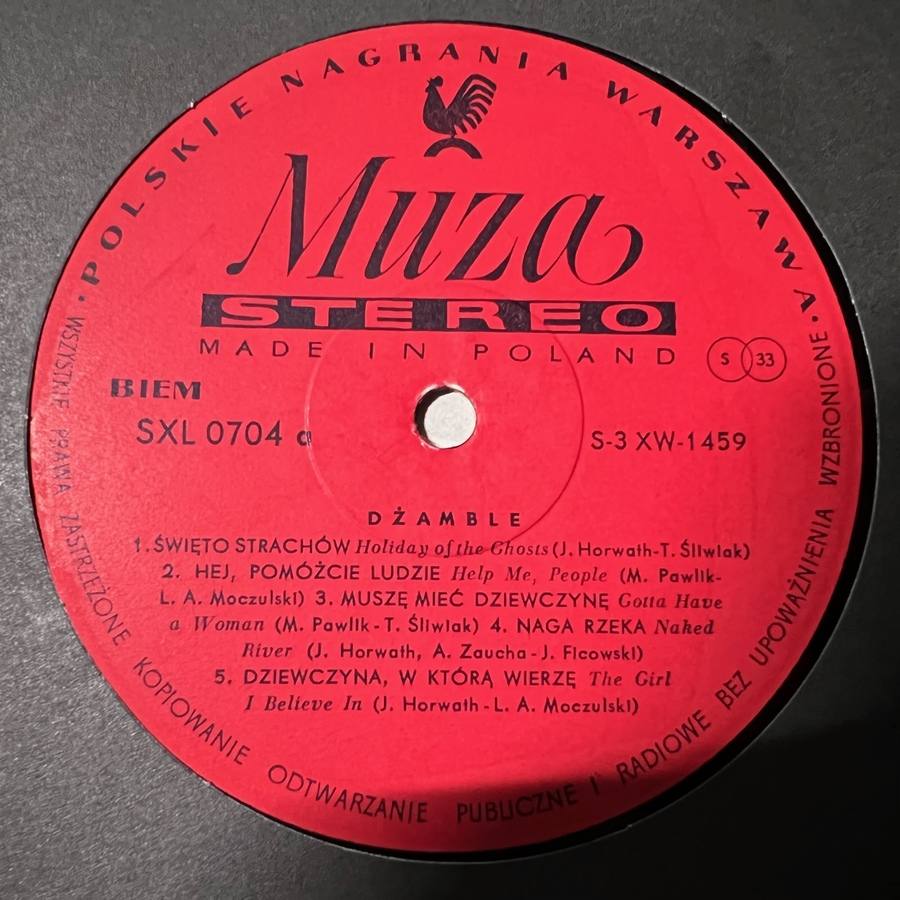 POLSKIE NAGRANIA WARSZAWA
Muza
STEREO
MADE IN POLAND
S 33
BIEM
SXL 0704 a
S-3 XW-1459
DŻAMBLE
1. ŚWIĘTO STRACHÓW Holiday of the Ghosts (J. Horwath-T. Śliwiak)
2. HEJ, POMÓŻCIE LUDZIE Help Me, People (M. Pawlik-
L. A. Moczulski) 3. MUSZĘ MIEĆ DZIEWCZYNĘ Gotta Have
a Woman (M. Pawlik - T. Śliwiak) 4. NAGA RZEKA Naked
River (J. Horwath, A. Zaucha - J. Ficowski)
5. DZIEWCZYNA, W KTÓRĄ WIERZĘ The Girl
I Believe In (J. Horwath - L. A. Moczulski)
· WSZYSTKIE PRAWA ZASTRZEŻONE KOPIOWANIE ODTWARZANIE PUBLICZNE I RADIOWE BEZ UPOWAŻNIENIA WZBRONIONE ·